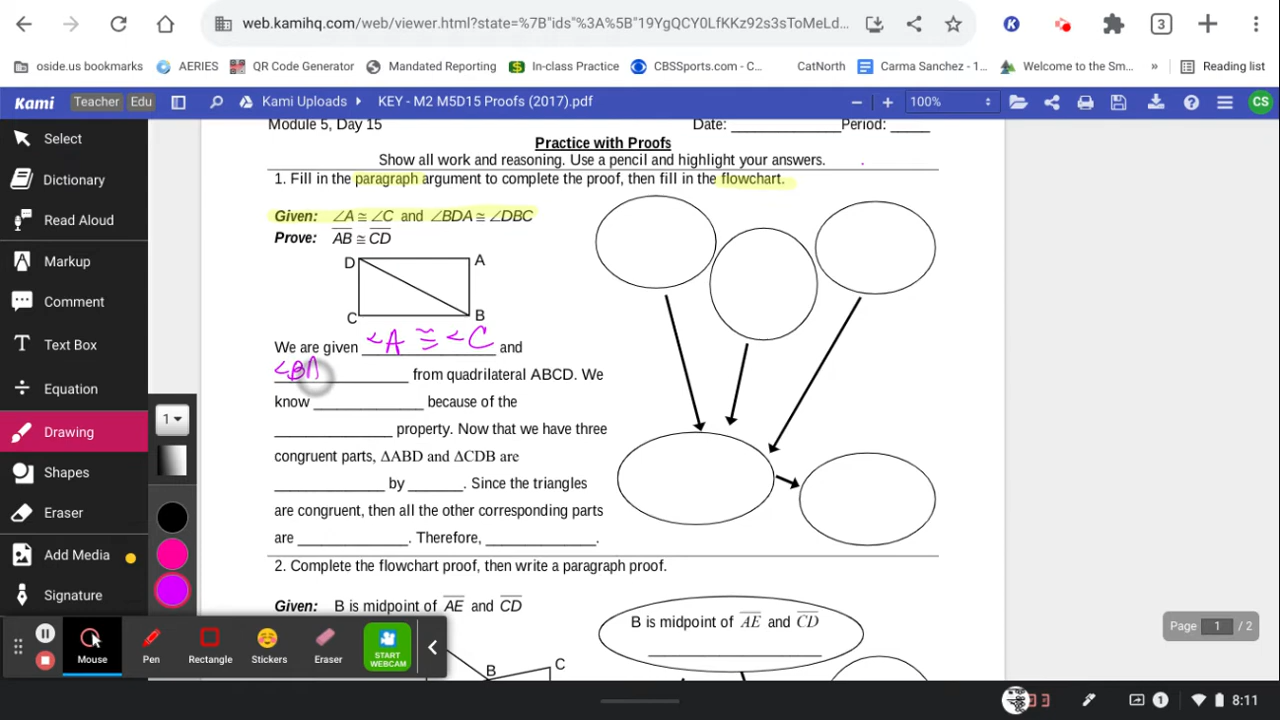 web.kamihq.com/web/viewer.html?state=%7B"ids"%3A%5B"19YgQCY0LfKKz92s3sToMeLd...
oside.us bookmarks AERIES QR Code Generator Mandated Reporting In-class Practice CBSSports.com - C... CatNorth Carma Sanchez - 1... Welcome to the Sm... » Reading list
Kami Teacher Edu Kami Uploads KEY - M2 M5D15 Proofs (2017).pdf 100% CS
Select
Dictionary
Read Aloud
Markup
Comment
Text Box
Equation
Drawing
Shapes
Eraser
Add Media
Signature
1
Module 5, Day 15 Date: _____________Period: _____
Practice with Proofs
Show all work and reasoning. Use a pencil and highlight your answers.
1. Fill in the paragraph argument to complete the proof, then fill in the flowchart.
Given: ∠A ≅ ∠C and ∠BDA ≅ ∠DBC
Prove: AB ≅ CD
D A
C B
We are given ∠A ≅ ∠C and
∠BD from quadrilateral ABCD. We
know ______________ because of the
_______________ property. Now that we have three
congruent parts, ΔABD and ΔCDB are
______________ by _______. Since the triangles
are congruent, then all the other corresponding parts
are ______________. Therefore, ______________.
2. Complete the flowchart proof, then write a paragraph proof.
Given: B is midpoint of AE and CD
B is midpoint of AE and CD
B C
Page 1 / 2
Mouse Pen Rectangle Stickers Eraser START WEBCAM
1 8:11